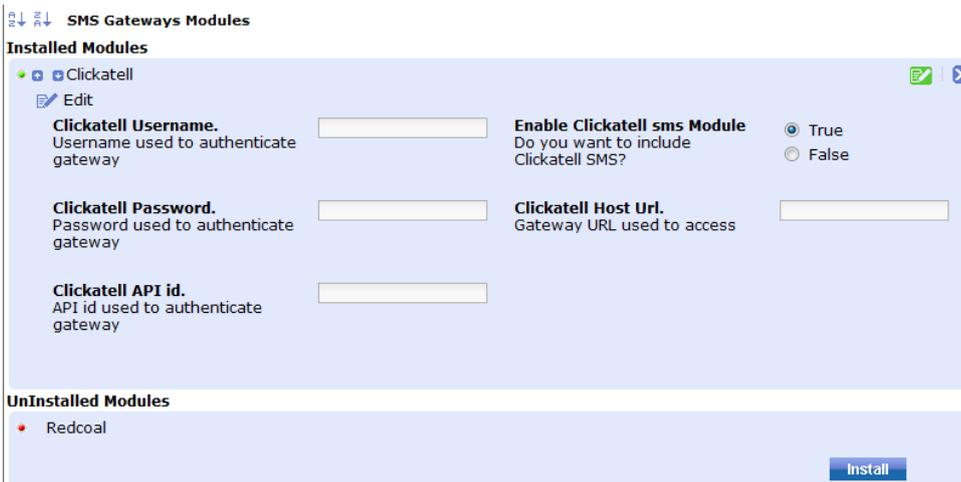 SMS Gateways Modules
Installed Modules
Clickatell
Edit
Clickatell Username.
Username used to authenticate
gateway
Enable Clickatell sms Module
Do you want to include
Clickatell SMS?
True
False
Clickatell Password.
Password used to authenticate
gateway
Clickatell Host Url.
Gateway URL used to access
Clickatell API id.
API id used to authenticate
gateway
UnInstalled Modules
Redcoal
Install